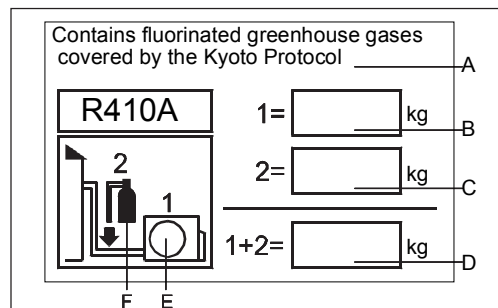 Contains fluorinated greenhouse gases
covered by the Kyoto Protocol
A
R410A
1= kg
B
2
1
2= kg
C
1+2= kg
D
F E